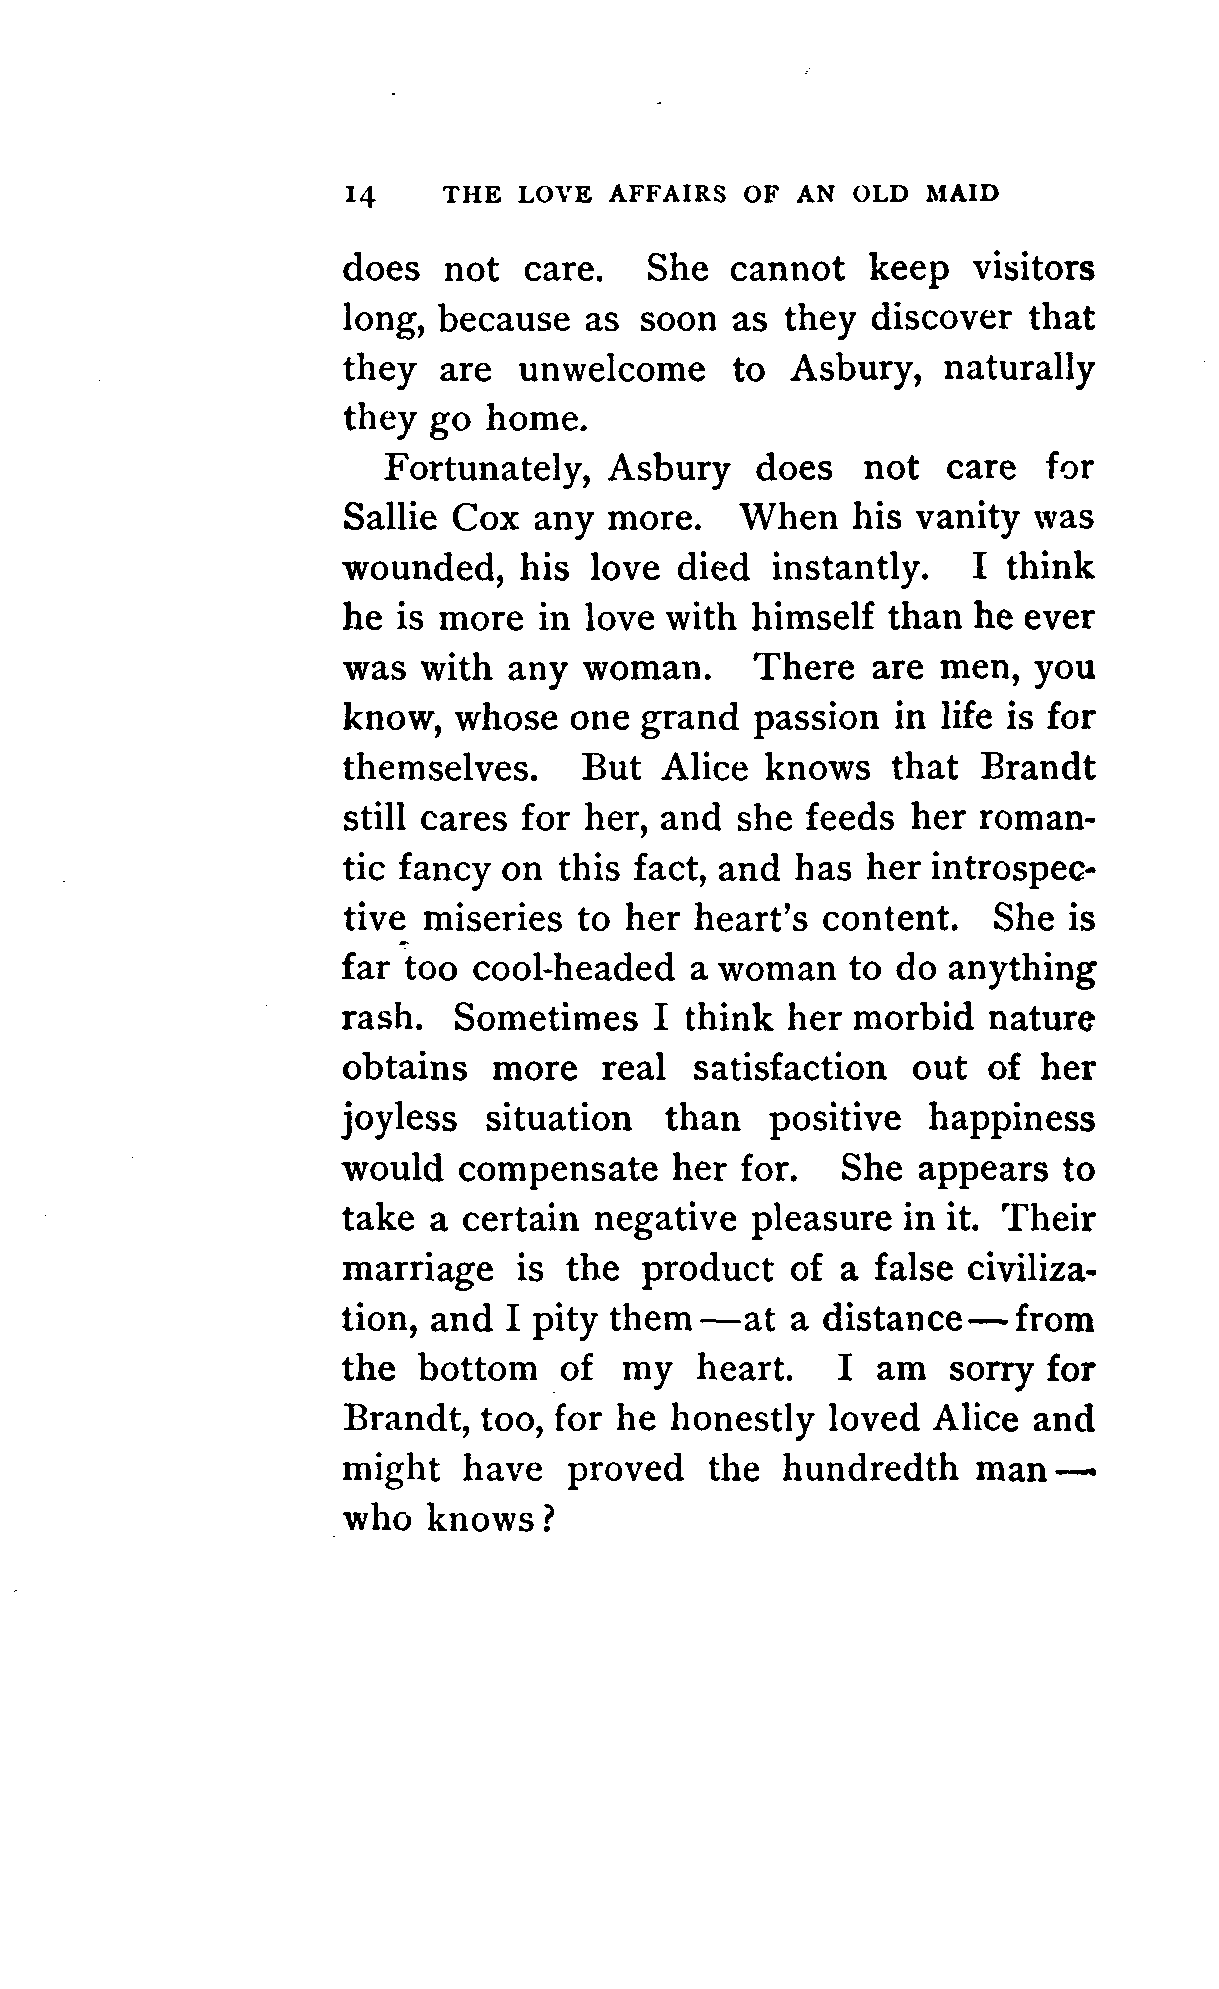 14 THE LOVE AFFAIRS OF AN OLD MAID
does not care. She cannot keep visitors
long, because as soon as they discover that
they are unwelcome to Asbury, naturally
they go home.
Fortunately, Asbury does not care for
Sallie Cox any more. When his vanity was
wounded, his love died instantly. I think
he is more in love with himself than he ever
was with any woman. There are men, you
know, whose one grand passion in life is for
themselves. But Alice knows that Brandt
still cares for her, and she feeds her roman-
tic fancy on this fact, and has her introspec-
tive miseries to her heart's content. She is
far too cool-headed a woman to do anything
rash. Sometimes I think her morbid nature
obtains more real satisfaction out of her
joyless situation than positive happiness
would compensate her for. She appears to
take a certain negative pleasure in it. Their
marriage is the product of a false civiliza-
tion, and I pity them—at a distance—from
the bottom of my heart. I am sorry for
Brandt, too, for he honestly loved Alice and
might have proved the hundredth man—
who knows?